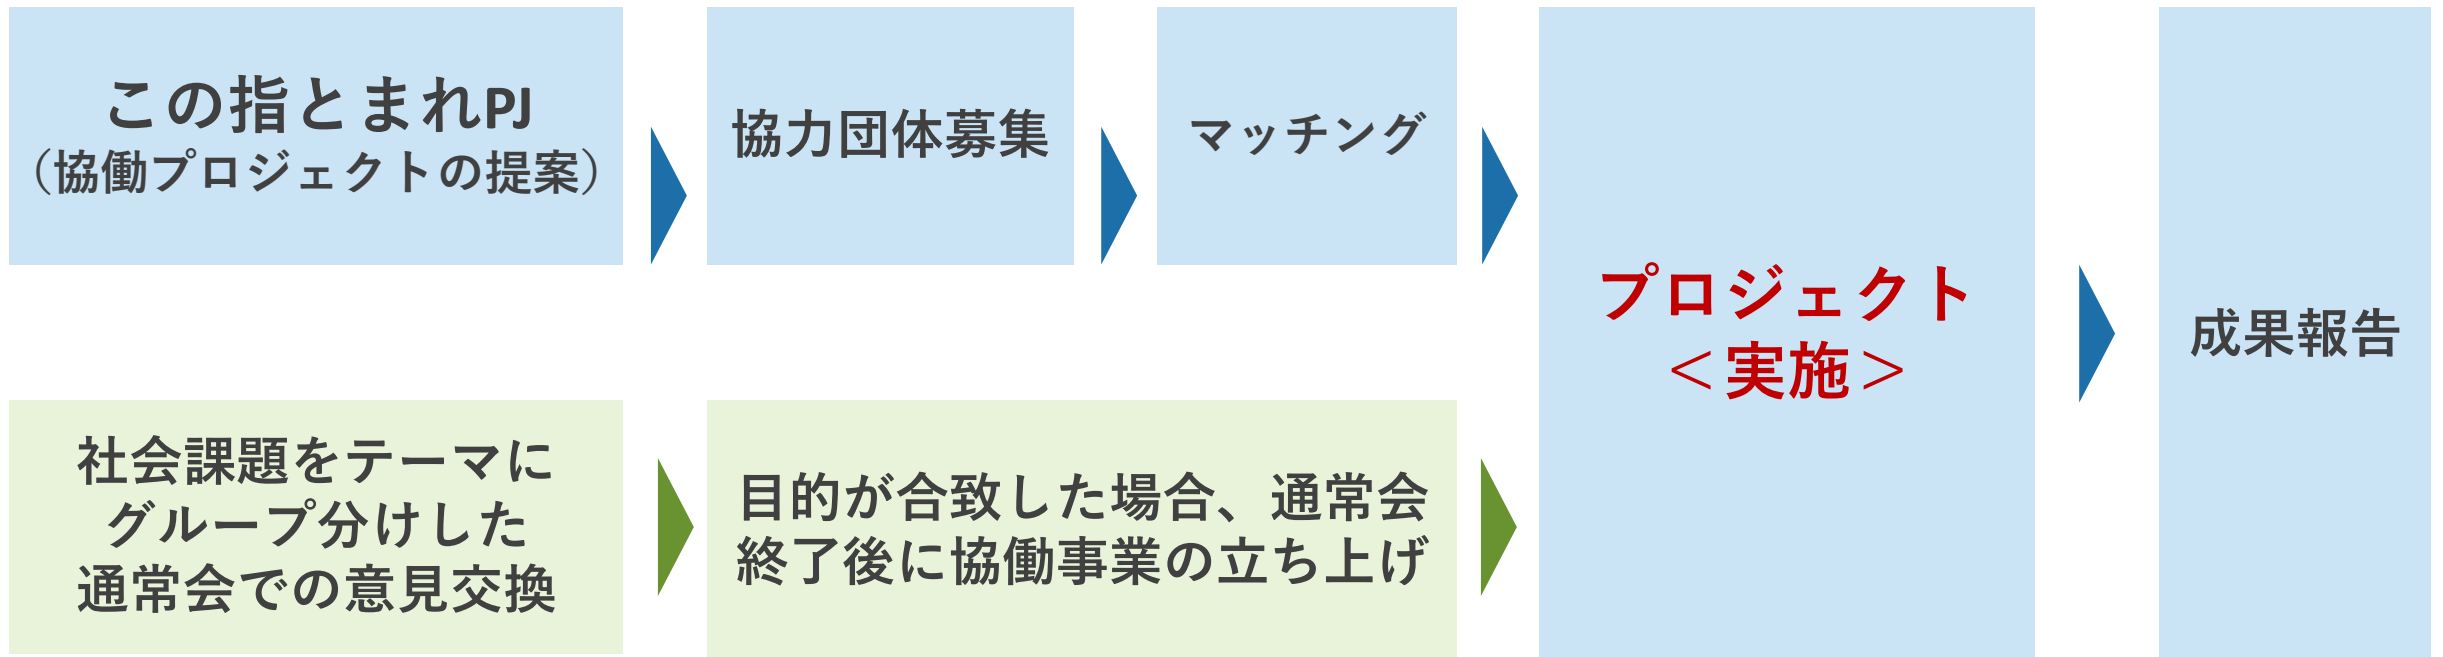 この指とまれPJ
（協働プロジェクトの提案）
協力団体募集
マッチング
プロジェクト
＜実施＞
成果報告
社会課題をテーマに
グループ分けした
通常会での意見交換
目的が合致した場合、通常会
終了後に協働事業の立ち上げ